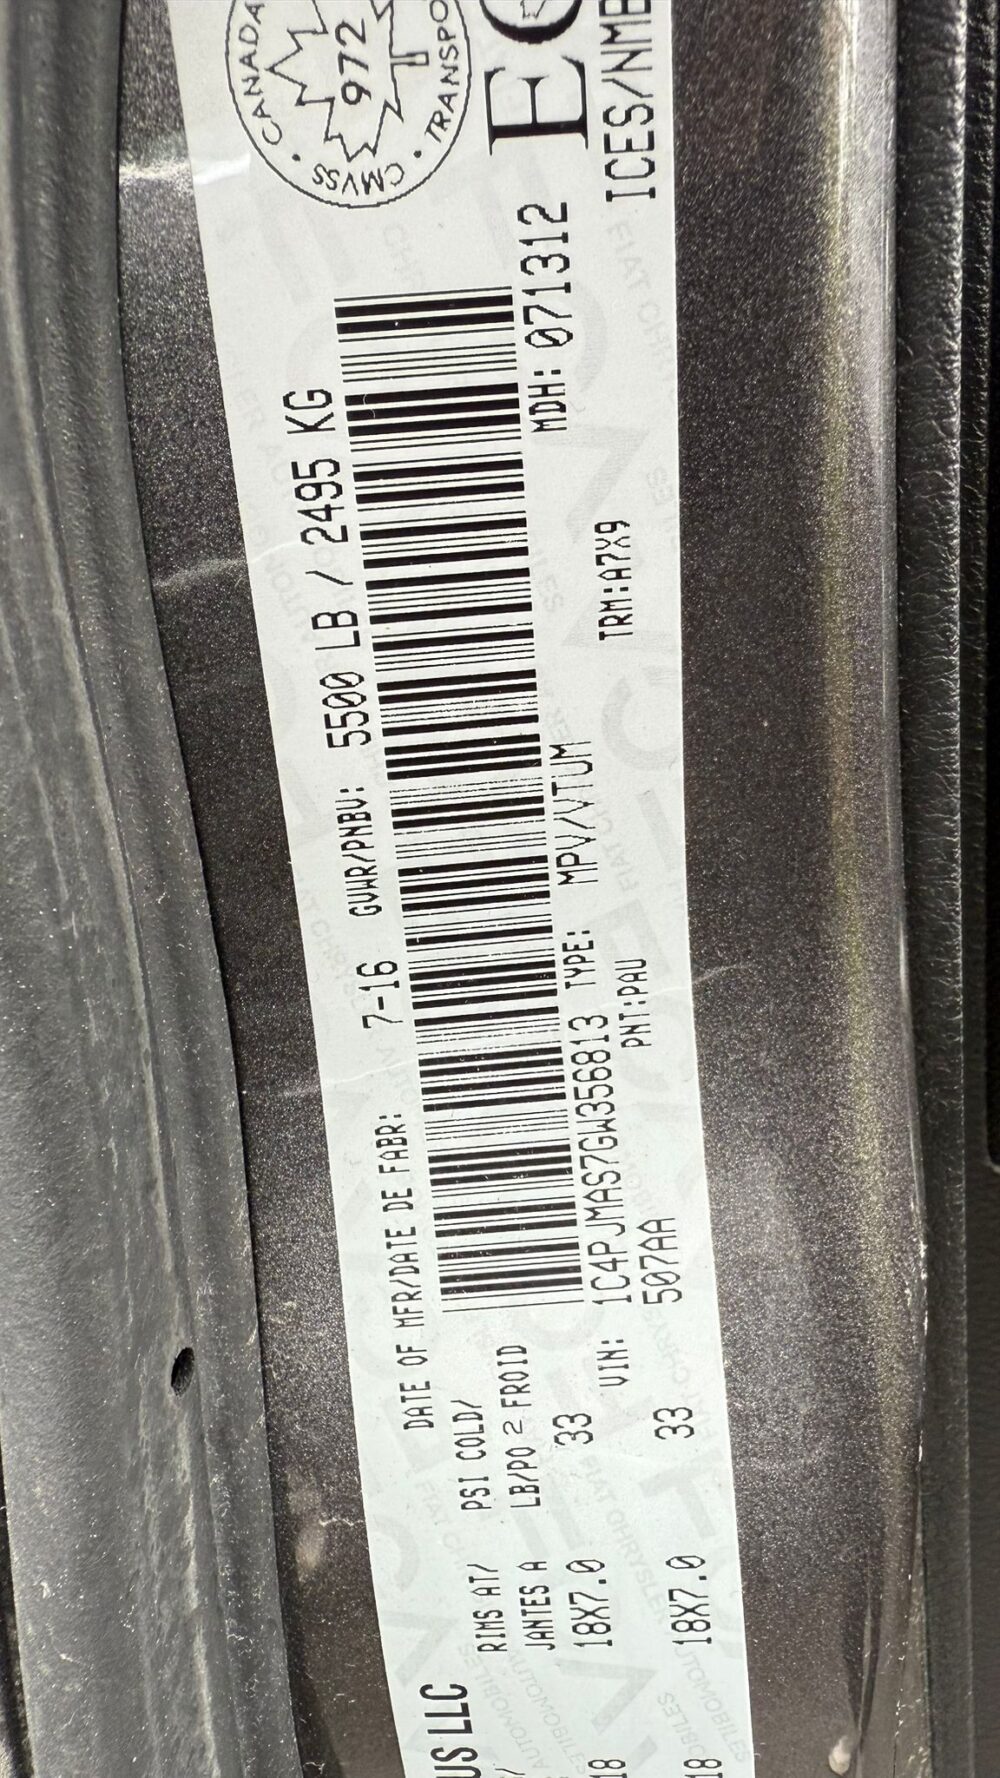 US LLC
DATE OF MFR/DATE DE FABR: 7-16 GVWR/PNBV: 5500 LB / 2495 KG
RIMS AT/ PSI COLD/
JANTES A LB/PO 2 FROID
18 18X7.0 33 VIN: 1C4PJMAS7GW356813 TYPE: MPV/VTUM MDH: 071312
18 18X7.0 33 507AA PNT:PAU TRM:A7X9 ICES/NMB
CANADA
972
TRANSPO
CMVSS